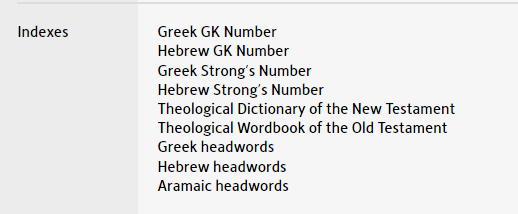 Indexes
Greek GK Number
Hebrew GK Number
Greek Strong's Number
Hebrew Strong's Number
Theological Dictionary of the New Testament
Theological Wordbook of the Old Testament
Greek headwords
Hebrew headwords
Aramaic headwords